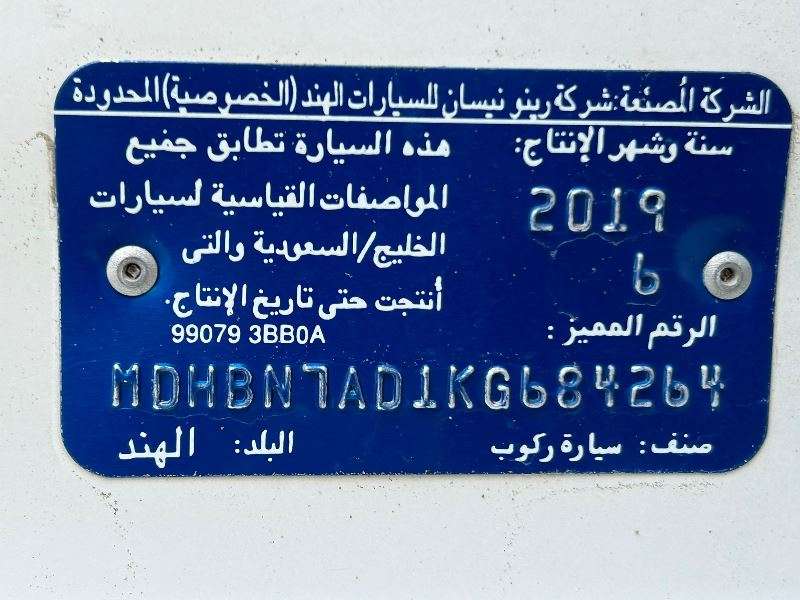 الشركة المُصنّعة: شركة رينو نيسان للسيارات الهند (الخصوصية) المحدودة
سنة وشهر الإنتاج:
2019
6
هذه السيارة تطابق جميع
المواصفات القياسية لسيارات
الخليج/السعودية والتى
أُنتجت حتى تاريخ الإنتاج.
99079 3BB0A
الرقم المميز :
MDHBN7AD1KG684264
صنف: سيارة ركوب
البلد: الهند